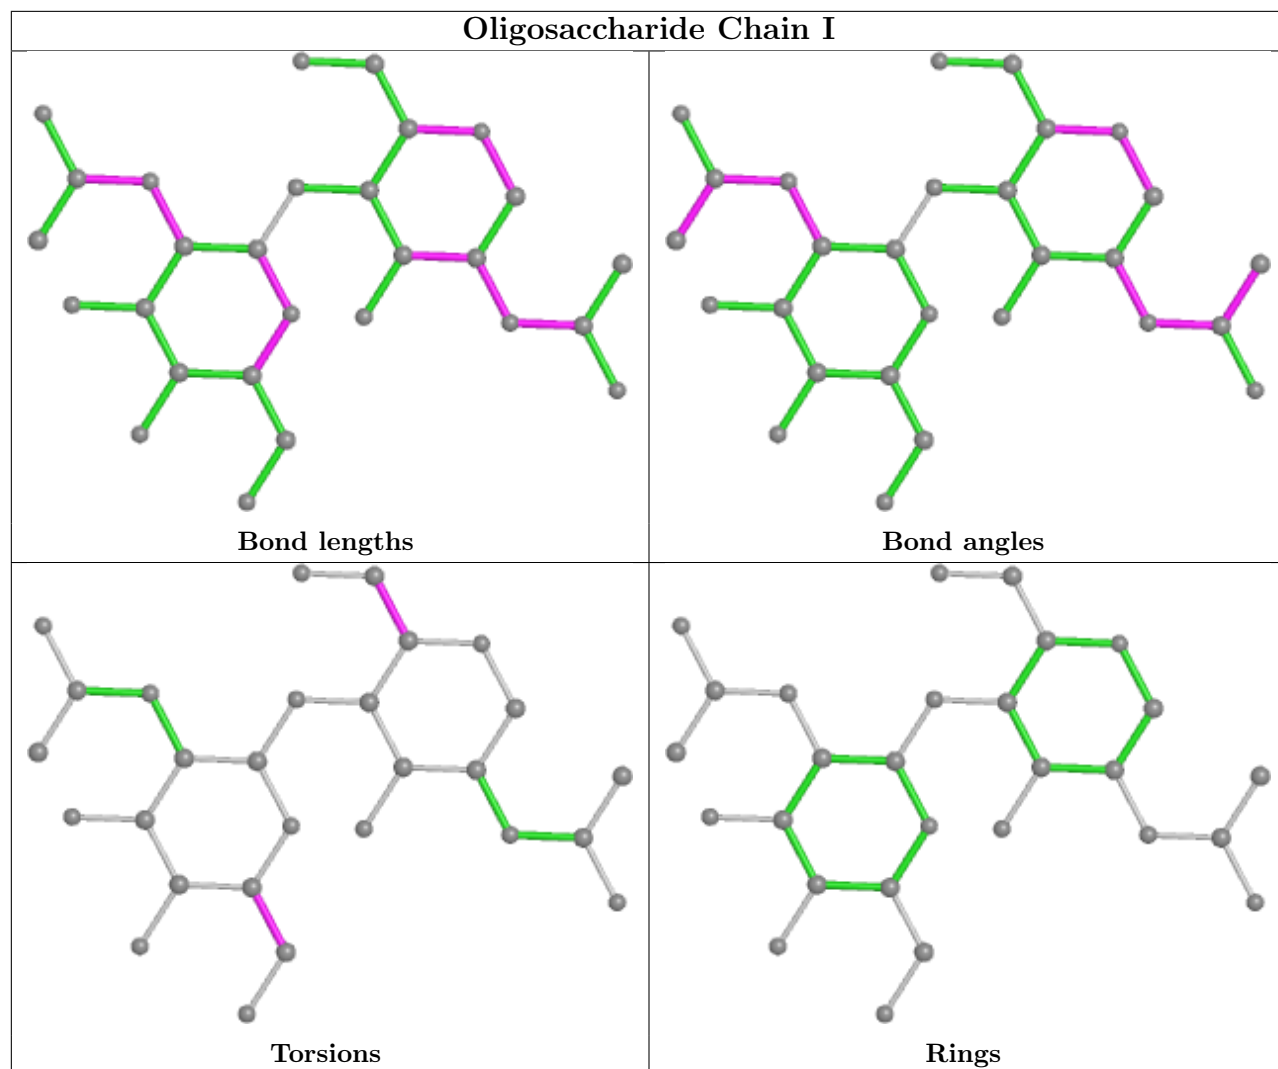 Oligosaccharide Chain I
Bond lengths
Bond angles
Torsions
Rings